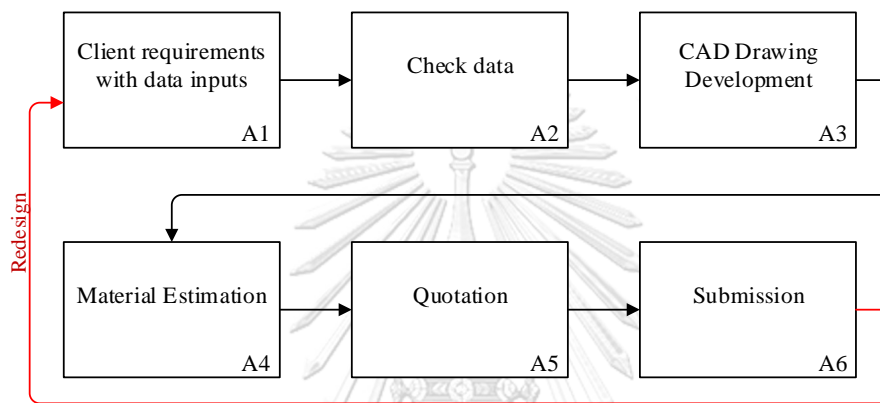 Client requirements
with data inputs
A1
Check data
A2
CAD Drawing
Development
A3
Redesign
Material Estimation
A4
Quotation
A5
Submission
A6